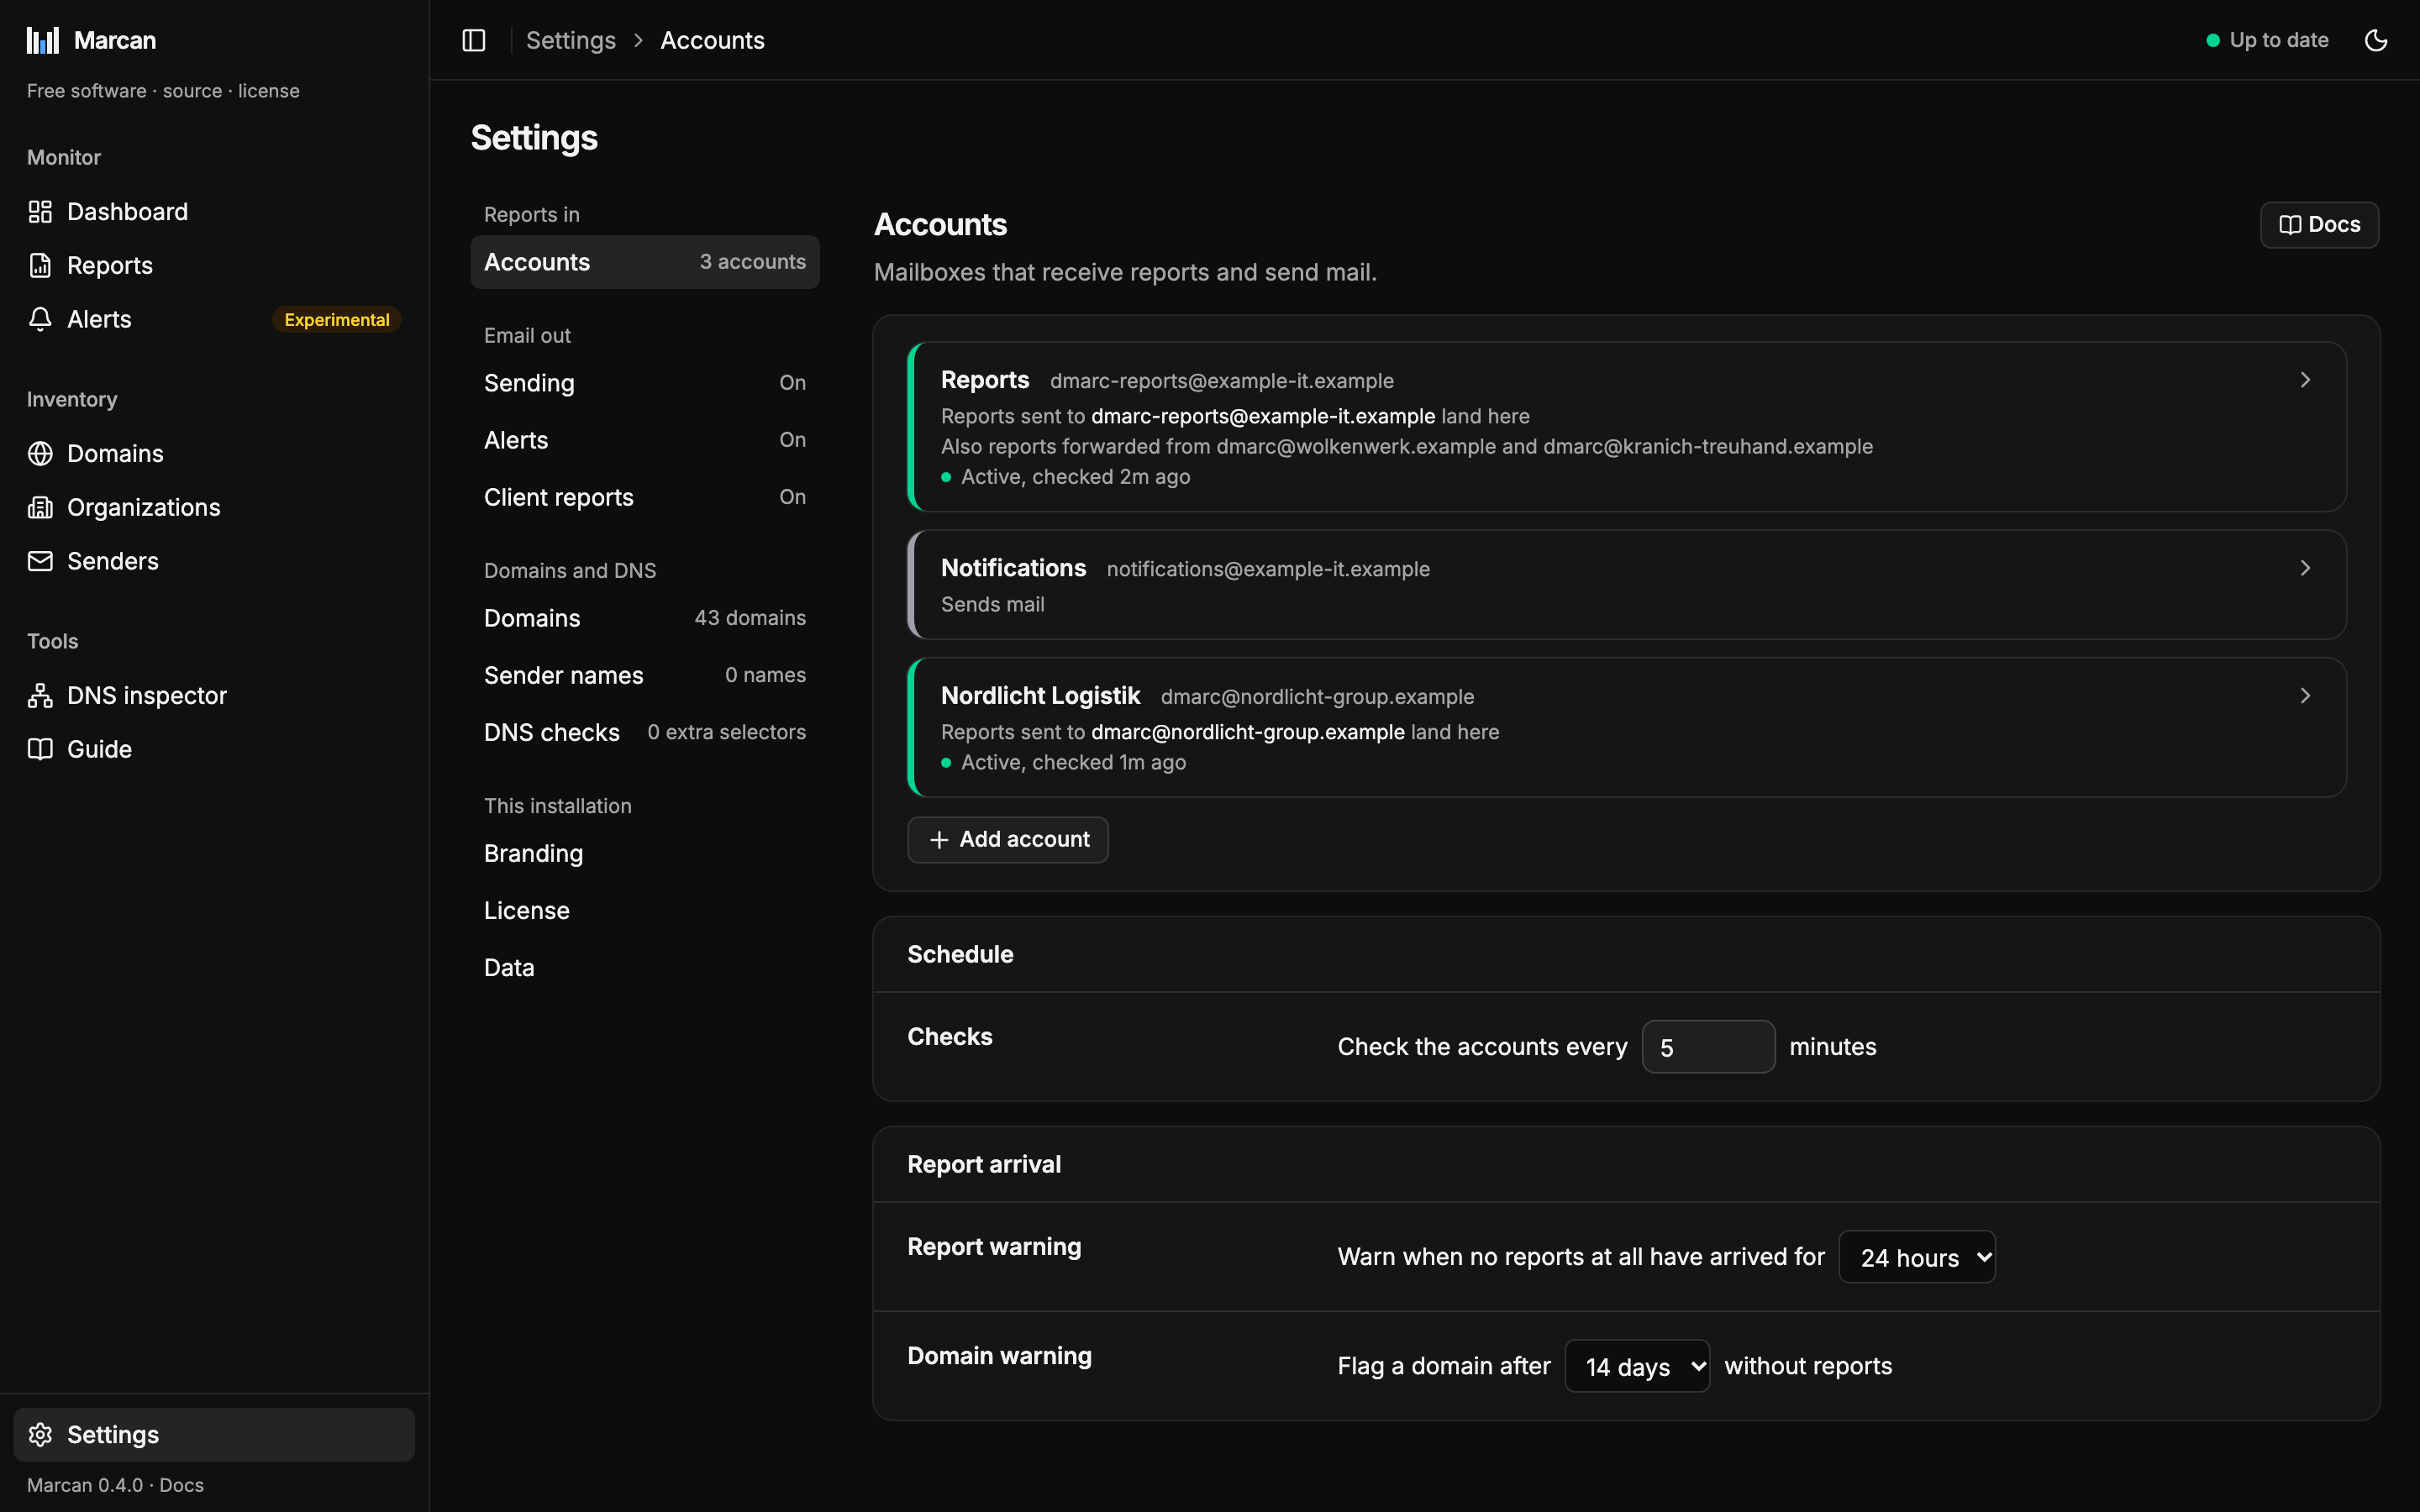 Marcan
Free software · source · license
Monitor
Dashboard
Reports
Alerts Experimental
Inventory
Domains
Organizations
Senders
Tools
DNS inspector
Guide
Settings
Marcan 0.4.0 · Docs
Settings > Accounts
Up to date
Settings
Reports in
Accounts 3 accounts
Email out
Sending On
Alerts On
Client reports On
Domains and DNS
Domains 43 domains
Sender names 0 names
DNS checks 0 extra selectors
This installation
Branding
License
Data
Accounts
Docs
Mailboxes that receive reports and send mail.
Reports dmarc-reports@example-it.example
Reports sent to dmarc-reports@example-it.example land here
Also reports forwarded from dmarc@wolkenwerk.example and dmarc@kranich-treuhand.example
Active, checked 2m ago
Notifications notifications@example-it.example
Sends mail
Nordlicht Logistik dmarc@nordlicht-group.example
Reports sent to dmarc@nordlicht-group.example land here
Active, checked 1m ago
+ Add account
Schedule
Checks
Check the accounts every 5 minutes
Report arrival
Report warning
Warn when no reports at all have arrived for 24 hours
Domain warning
Flag a domain after 14 days without reports